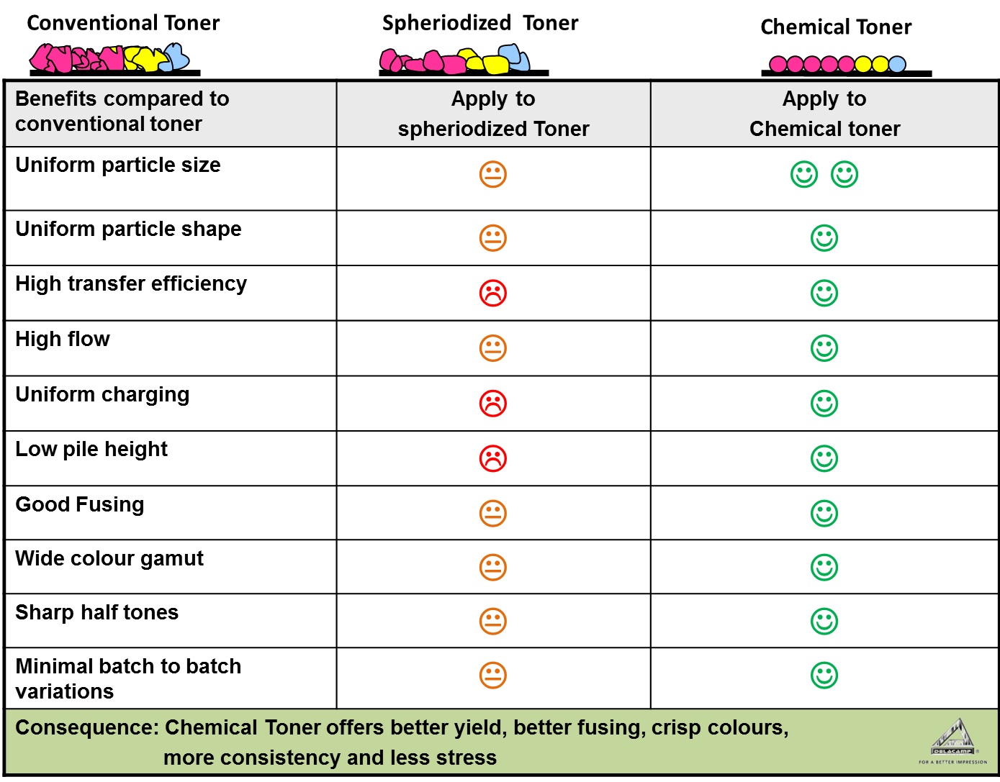 Conventional Toner
Spheriodized Toner
Chemical Toner
Benefits compared to
conventional toner
Apply to
spheriodized Toner
Apply to
Chemical toner
Uniform particle size
Uniform particle shape
High transfer efficiency
High flow
Uniform charging
Low pile height
Good Fusing
Wide colour gamut
Sharp half tones
Minimal batch to batch
variations
Consequence: Chemical Toner offers better yield, better fusing, crisp colours,
more consistency and less stress
DELACAMP ®
FOR A BETTER IMPRESSION